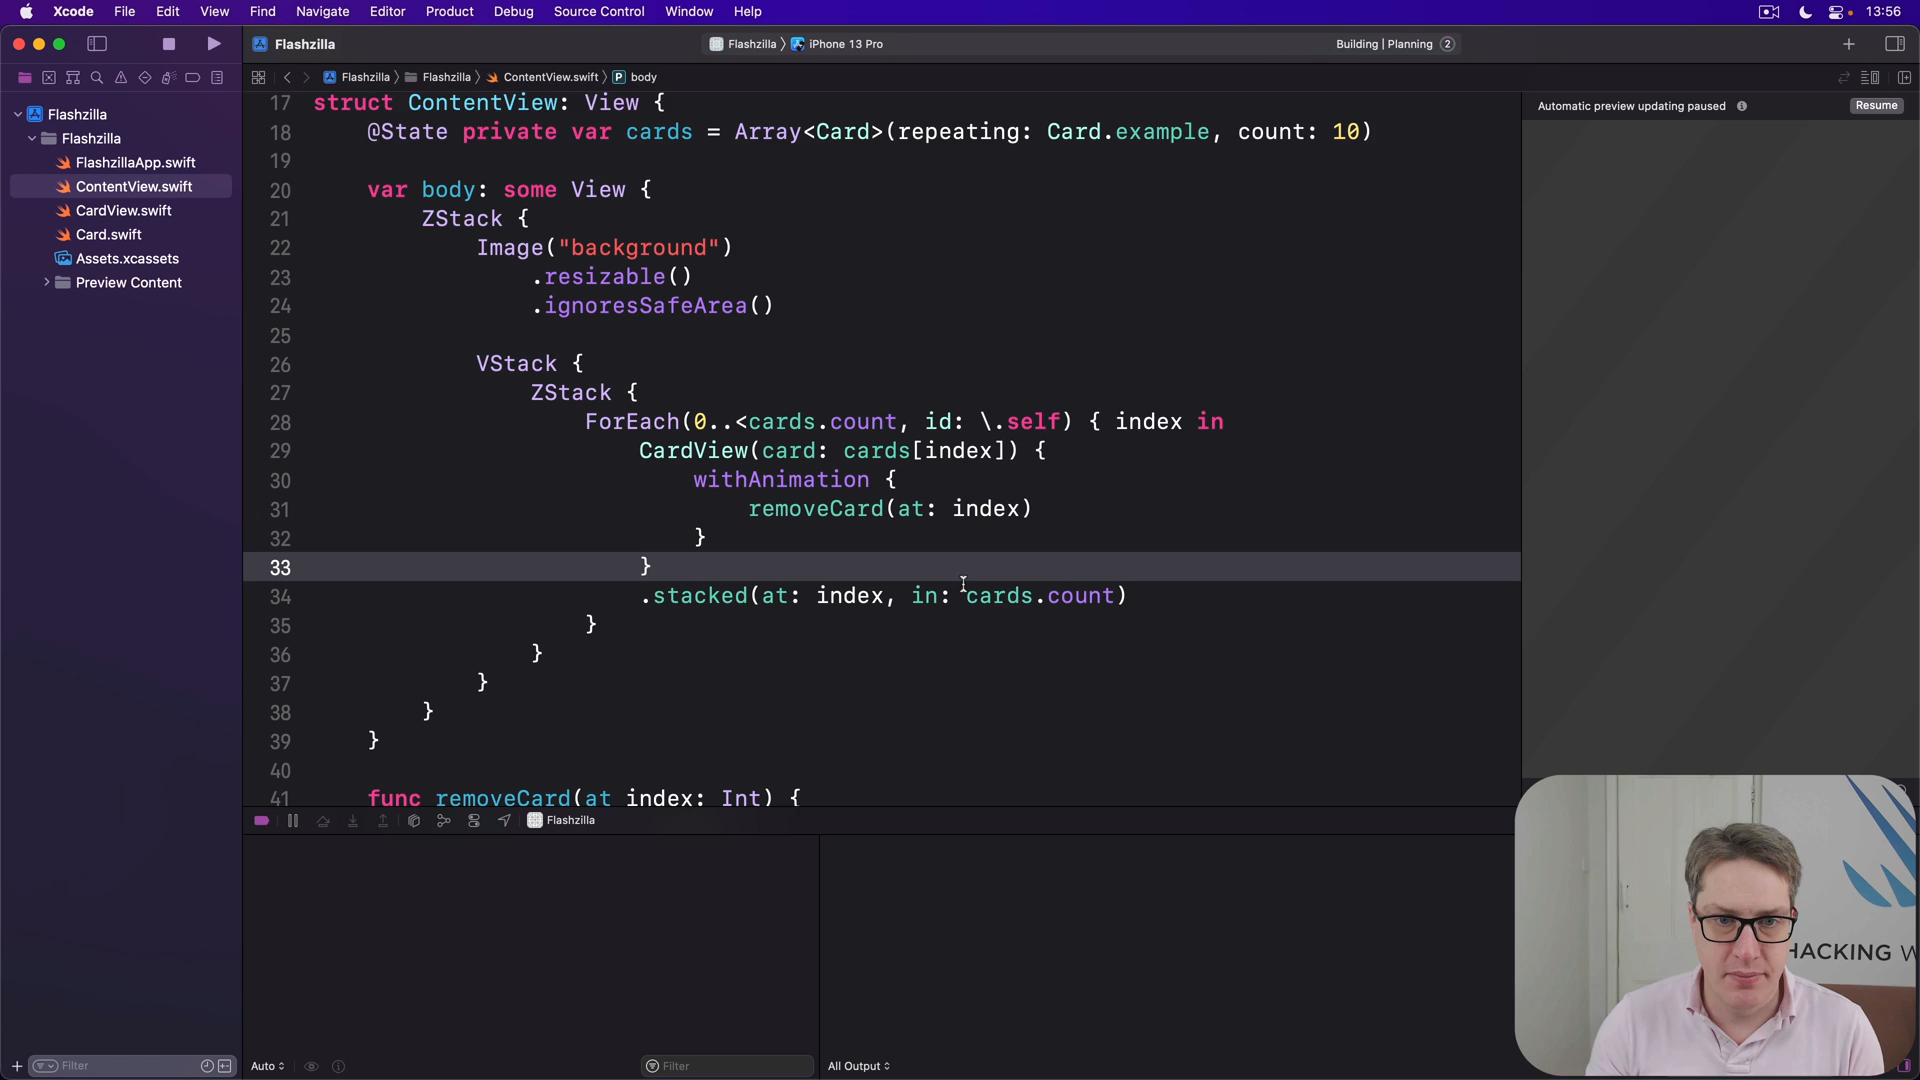 Xcode File Edit View Find Navigate Editor Product Debug Source Control Window Help 13:56
Flashzilla
Flashzilla iPhone 13 Pro
Building | Planning 2
Flashzilla Flashzilla ContentView.swift P body
Flashzilla
Flashzilla
FlashzillaApp.swift
ContentView.swift
CardView.swift
Card.swift
Assets.xcassets
Preview Content
17 struct ContentView: View {
18 @State private var cards = Array<Card>(repeating: Card.example, count: 10)
19
20 var body: some View {
21 ZStack {
22 Image("background")
23 .resizable()
24 .ignoresSafeArea()
25
26 VStack {
27 ZStack {
28 ForEach(0..<cards.count, id: \.self) { index in
29 CardView(card: cards[index]) {
30 withAnimation {
31 removeCard(at: index)
32 }
33 }
34 .stacked(at: index, in: cards.count)
35 }
36 }
37 }
38 }
39 }
40
41 func removeCard(at index: Int) {
Automatic preview updating paused
Resume
Flashzilla
HACKING W
Filter
Auto
Filter
All Output